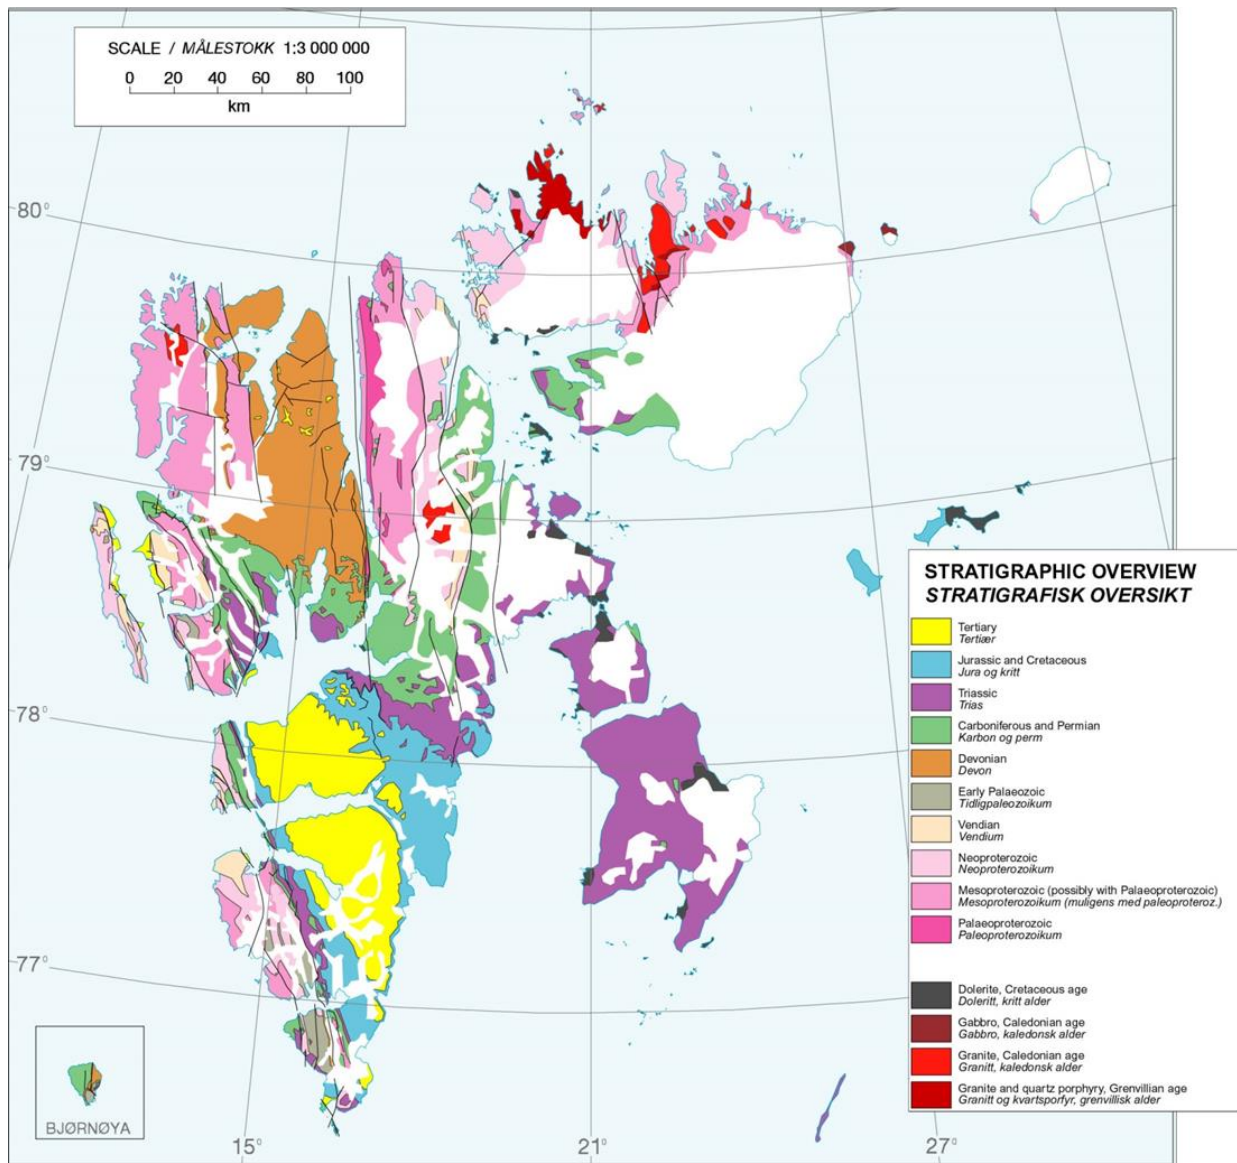 SCALE / MÅLESTOKK 1:3 000 000
0 20 40 60 80 100
km
80°
79°
78°
77°
STRATIGRAPHIC OVERVIEW
STRATIGRAFISK OVERSIKT
Tertiary
Tertiær
Jurassic and Cretaceous
Jura og kritt
Triassic
Trias
Carboniferous and Permian
Karbon og perm
Devonian
Devon
Early Palaeozoic
Tidligpaleozoikum
Vendian
Vendium
Neoproterozoic
Neoproterozoikum
Mesoproterozoic (possibly with Palaeoproterozoic)
Mesoproterozoikum (muligens med paleoproteroz.)
Palaeoproterozoic
Paleoproterozoikum
Dolerite, Cretaceous age
Doleritt, kritt alder
Gabbro, Caledonian age
Gabbro, kaledonsk alder
Granite, Caledonian age
Granitt, kaledonsk alder
Granite and quartz porphyry, Grenvillian age
Granitt og kvartsporfyr, grenvillisk alder
BJØRNØYA
15° 21° 27°